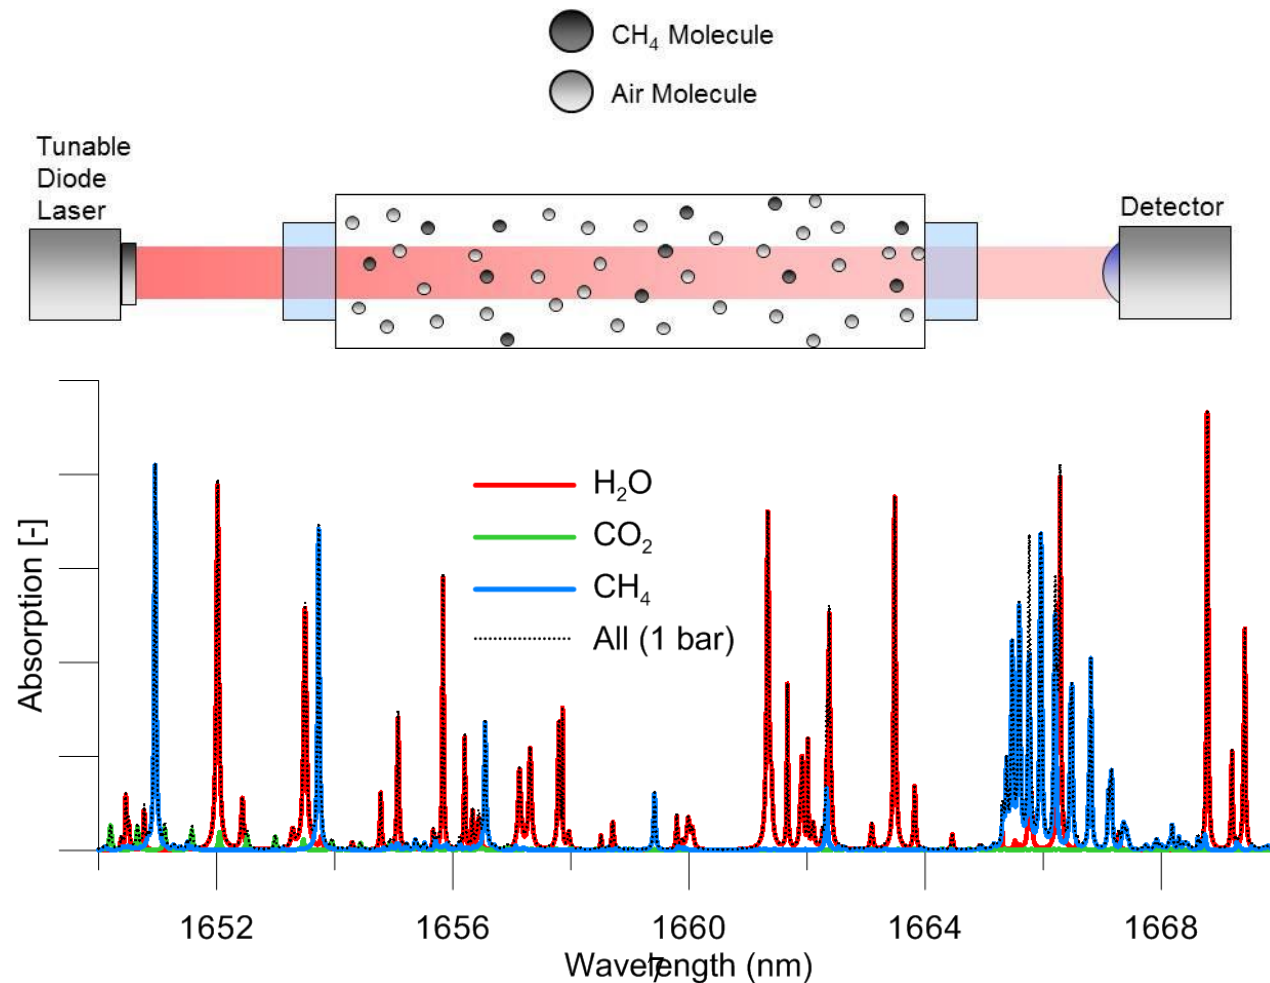 CH₄ Molecule
Air Molecule
Tunable
Diode
Laser
Detector
H₂O
CO₂
CH₄
All (1 bar)
Absorption [-]
1652 1656 1660 1664 1668
Wavelength (nm)
7